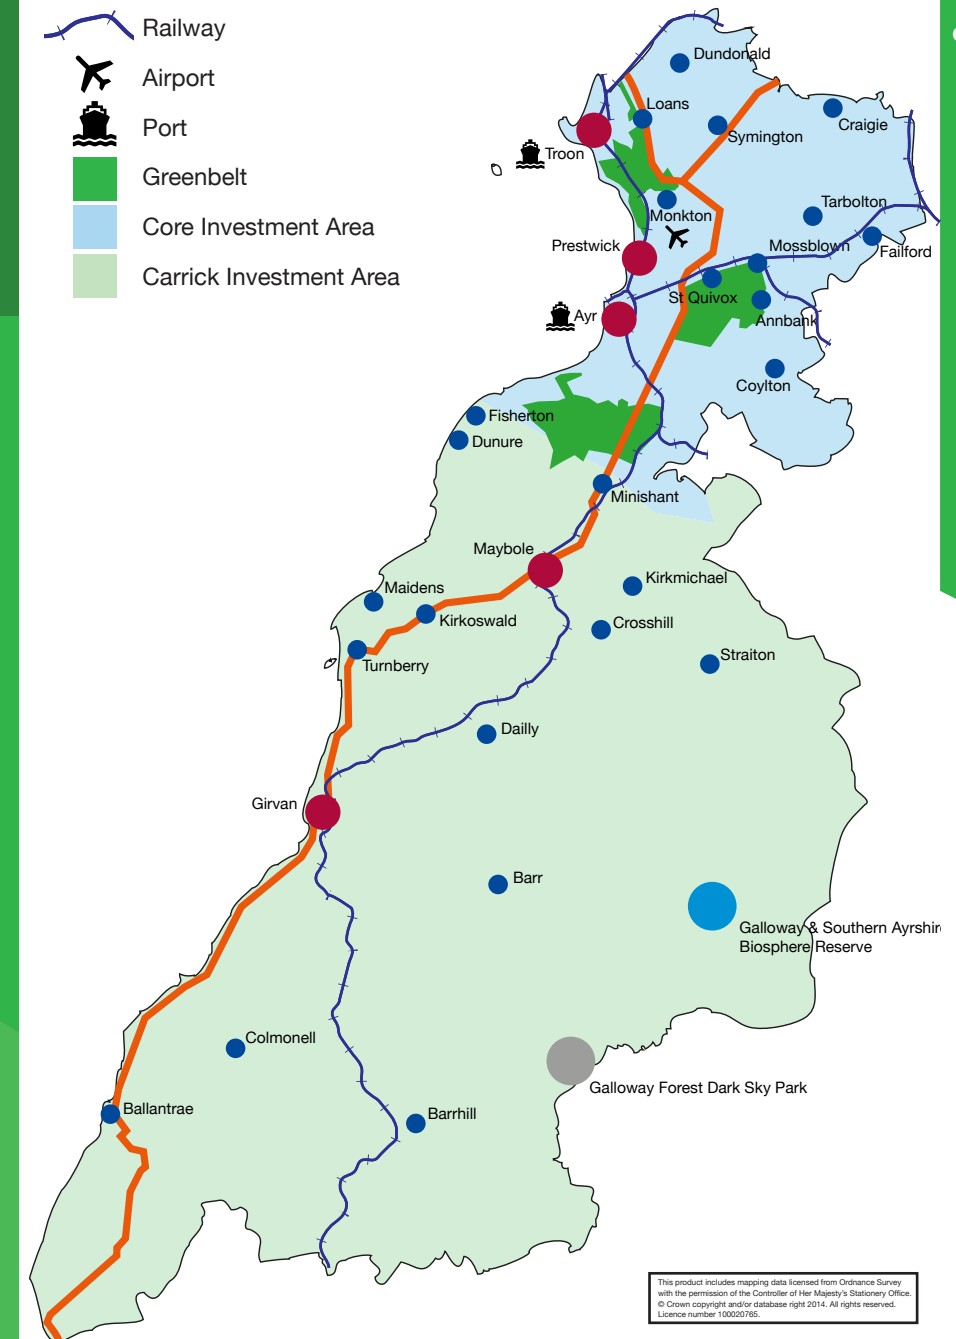 Railway
Airport
Port
Greenbelt
Core Investment Area
Carrick Investment Area
Dundonald
Loans
Craigie
Symington
Troon
Tarbolton
Monkton
Prestwick
Mossblown
Failford
St Quivox
Ayr
Annbank
Coylton
Fisherton
Dunure
Minishant
Maybole
Kirkmichael
Maidens
Kirkoswald
Crosshill
Turnberry
Straiton
Dailly
Girvan
Barr
Galloway & Southern Ayrshir
Biosphere Reserve
Colmonell
Galloway Forest Dark Sky Park
Ballantrae
Barrhill
This product includes mapping data licensed from Ordnance Survey
with the permission of the Controller of Her Majesty's Stationery Office.
© Crown copyright and/or database right 2014. All rights reserved.
Licence number 100020765.